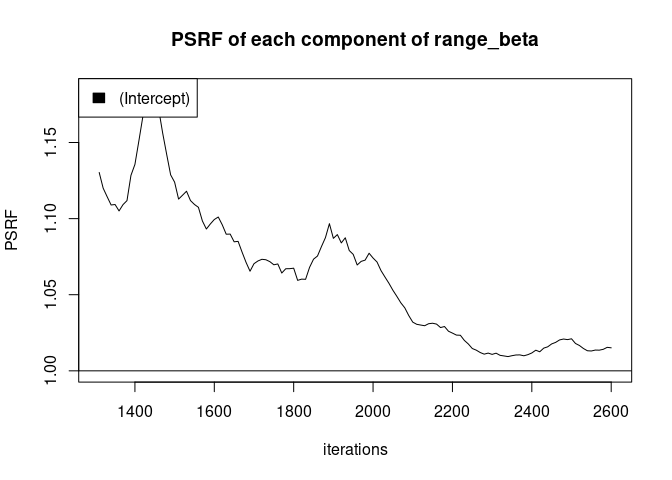 PSRF of each component of range_beta
(Intercept)
PSRF
1.15
1.10
1.05
1.00
1400 1600 1800 2000 2200 2400 2600
iterations